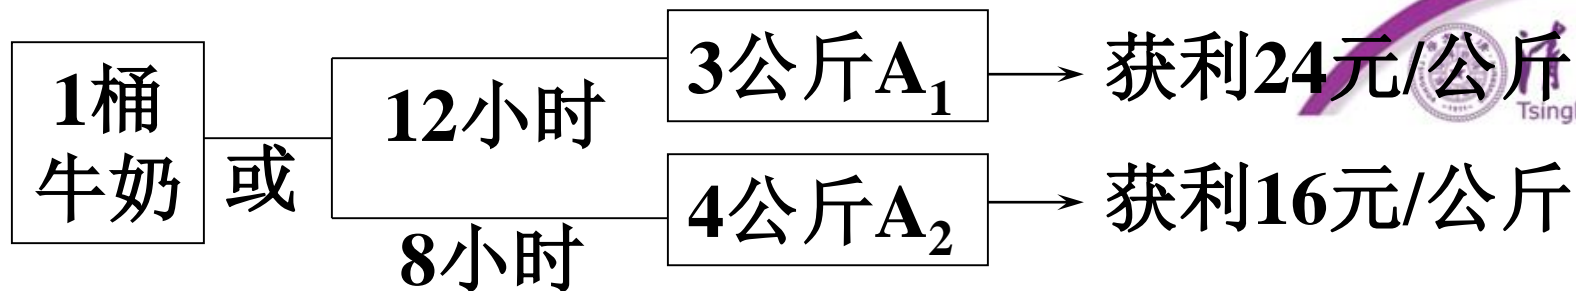 1桶
牛奶
或
12小时
8小时
3公斤A₁
获利24元/公斤
4公斤A₂
获利16元/公斤